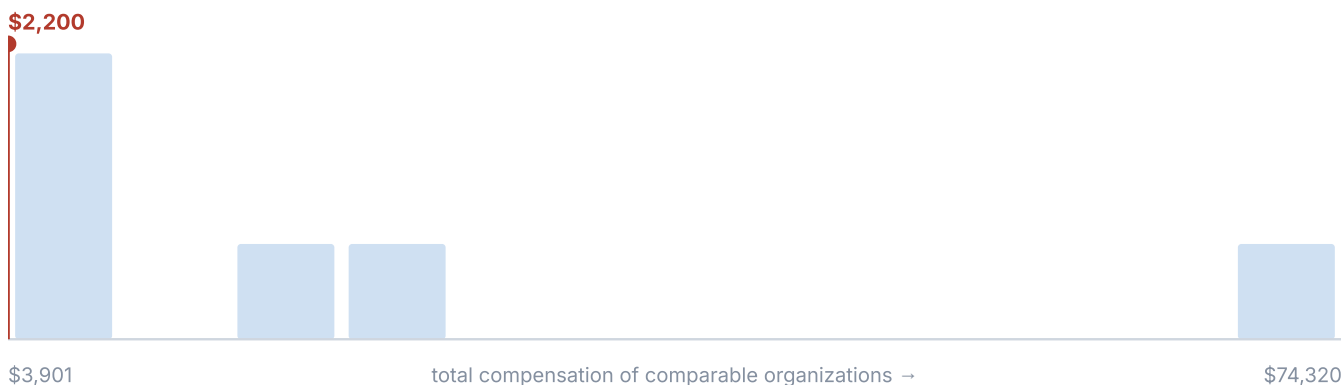 $2,200
$3,901 total compensation of comparable organizations → $74,320